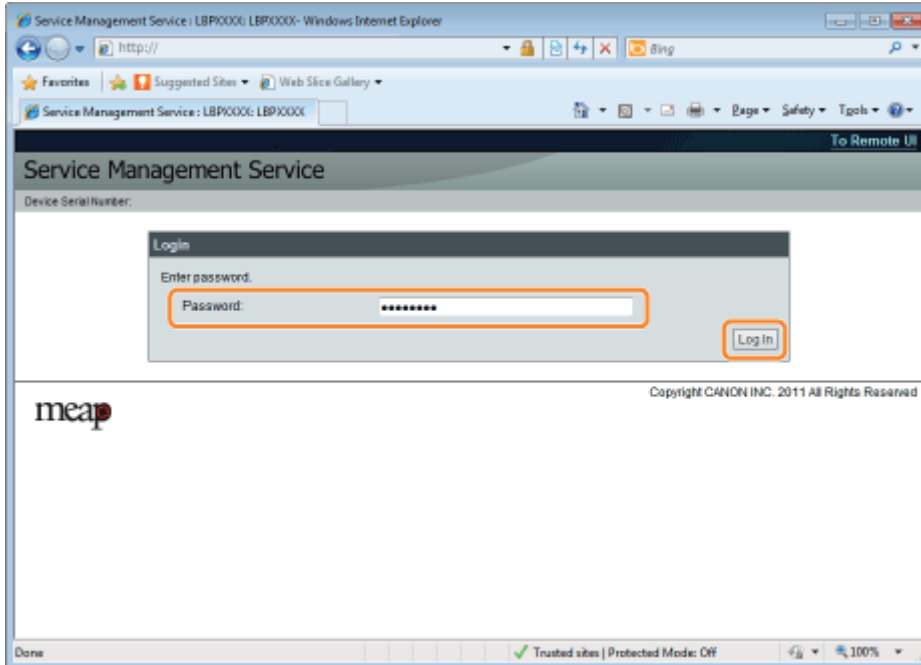 Service Management Service : LBPXXXX: LBPXXXX- Windows Internet Explorer
http://
Bing
Favorites Suggested Sites Web Slice Gallery
Service Management Service : LBPXXXX: LBPXXXX
Page Safety Tools
To Remote UI
Service Management Service
Device Serial Number:
Login
Enter password.
Password: ••••••••
Log In
Copyright CANON INC. 2011 All Rights Reserved
meap
Done Trusted sites | Protected Mode: Off 100%